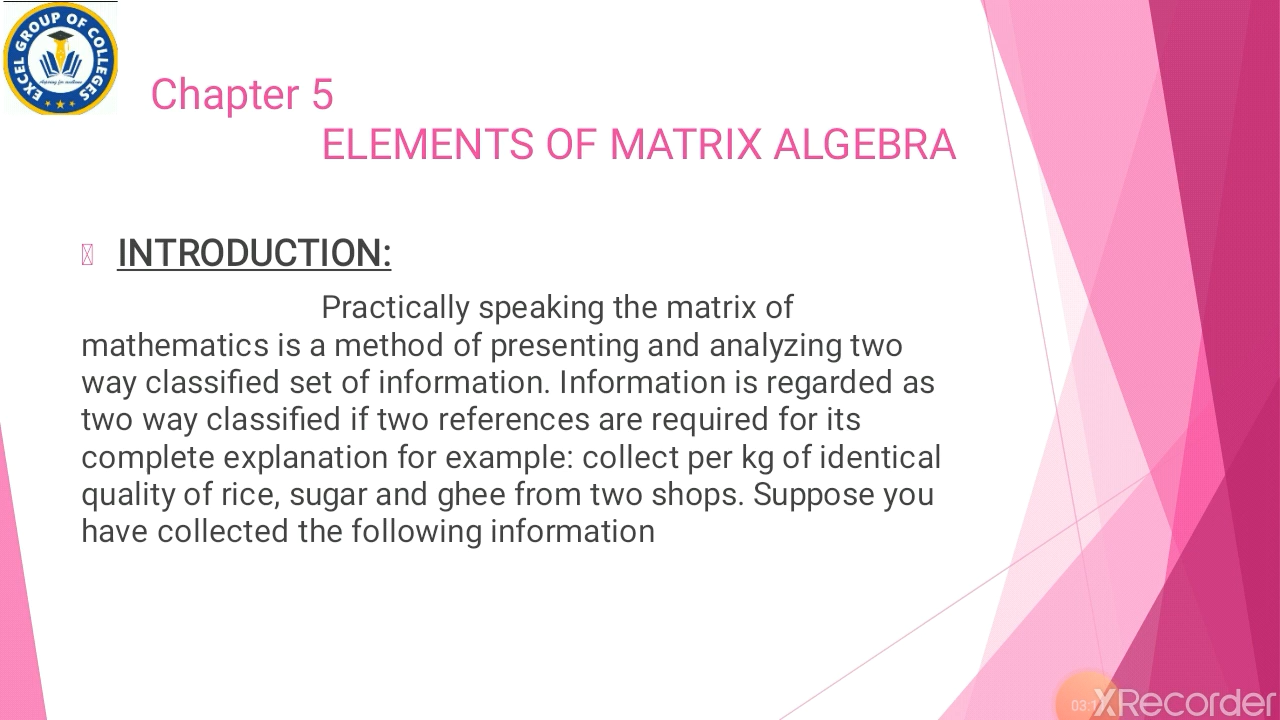 EXCEL GROUP OF COLLEGES
Chapter 5
ELEMENTS OF MATRIX ALGEBRA
INTRODUCTION:
Practically speaking the matrix of
mathematics is a method of presenting and analyzing two
way classified set of information. Information is regarded as
two way classified if two references are required for its
complete explanation for example: collect per kg of identical
quality of rice, sugar and ghee from two shops. Suppose you
have collected the following information
XRecorder